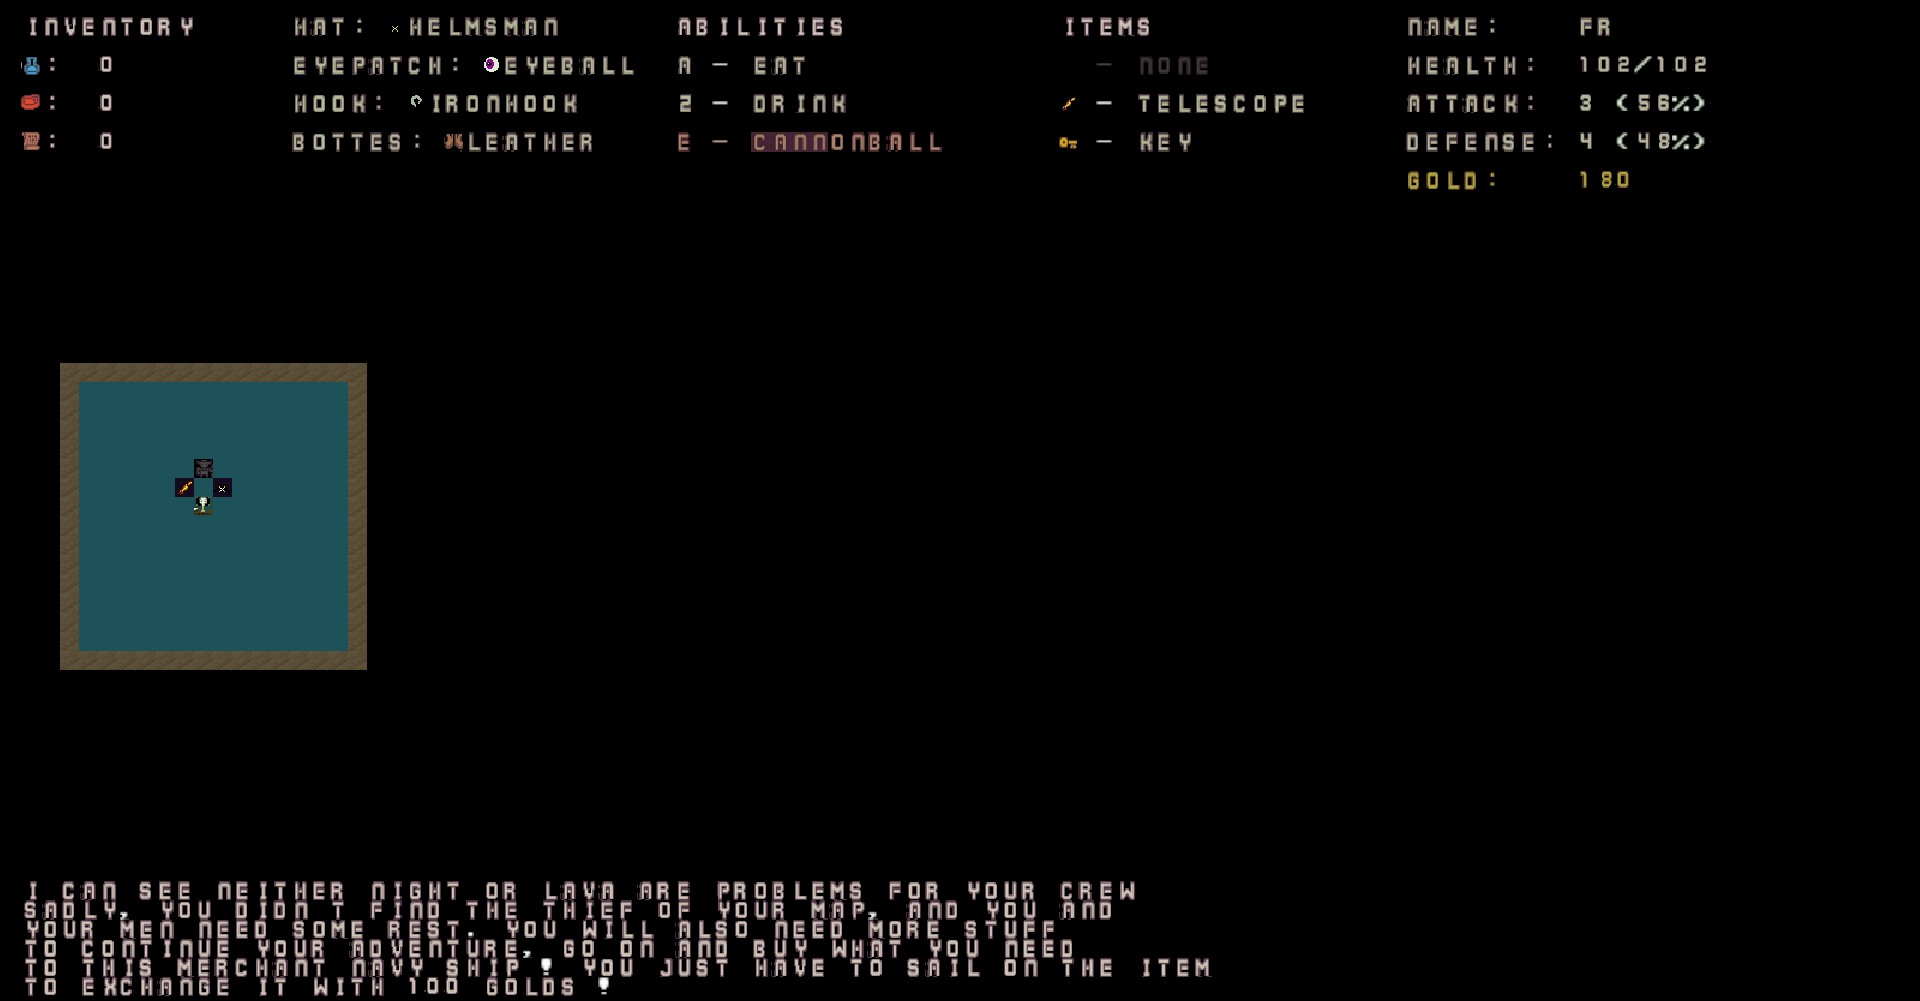 INVENTORY HAT: HELMSMAN ABILITIES ITEMS NAME: FR
: 0 EYEPATCH: EYEBALL A — EAT — NONE HEALTH: 102/102
: 0 HOOK: IRONHOOK 2 — DRINK — TELESCOPE ATTACK: 3 (56%)
: 0 BOTTES: LEATHER E — CANNONBALL — KEY DEFENSE: 4 (48%)
GOLD: 180
I CAN SEE NEITHER NIGHT OR LAVA ARE PROBLEMS FOR YOUR CREW
SADLY, YOU DIDN T FIND THE THIEF OF YOUR MAP, AND YOU AND
YOUR MEN NEED SOME REST. YOU WILL ALSO NEED MORE STUFF
TO CONTINUE YOUR ADVENTURE, GO ON AND BUY WHAT YOU NEED
TO THIS MERCHANT NAVY SHIP ! YOU JUST HAVE TO SAIL ON THE ITEM
TO EXCHANGE IT WITH 100 GOLDS !